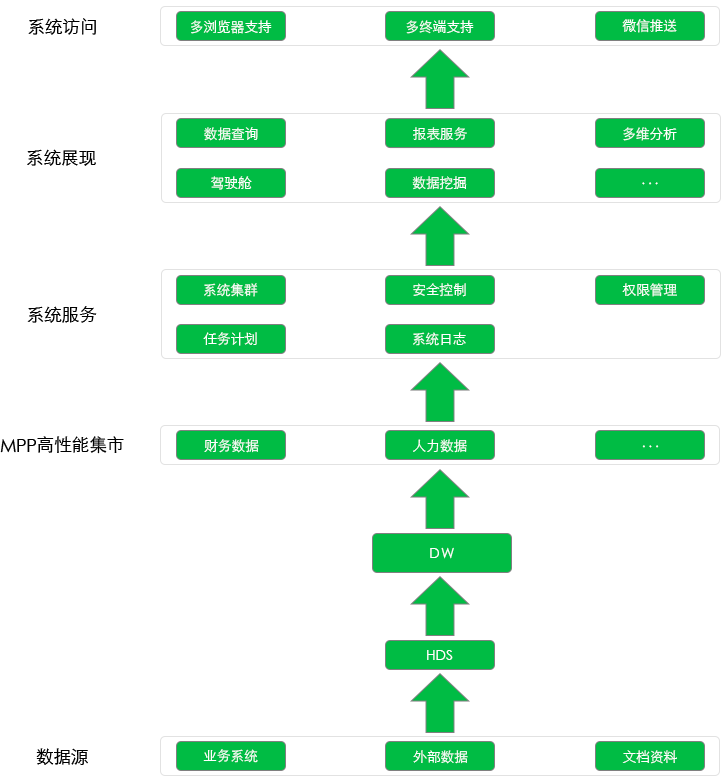 系统访问
多浏览器支持
多终端支持
微信推送
系统展现
数据查询
报表服务
多维分析
驾驶舱
数据挖掘
···
系统服务
系统集群
安全控制
权限管理
任务计划
系统日志
MPP高性能集市
财务数据
人力数据
···
DW
HDS
数据源
业务系统
外部数据
文档资料